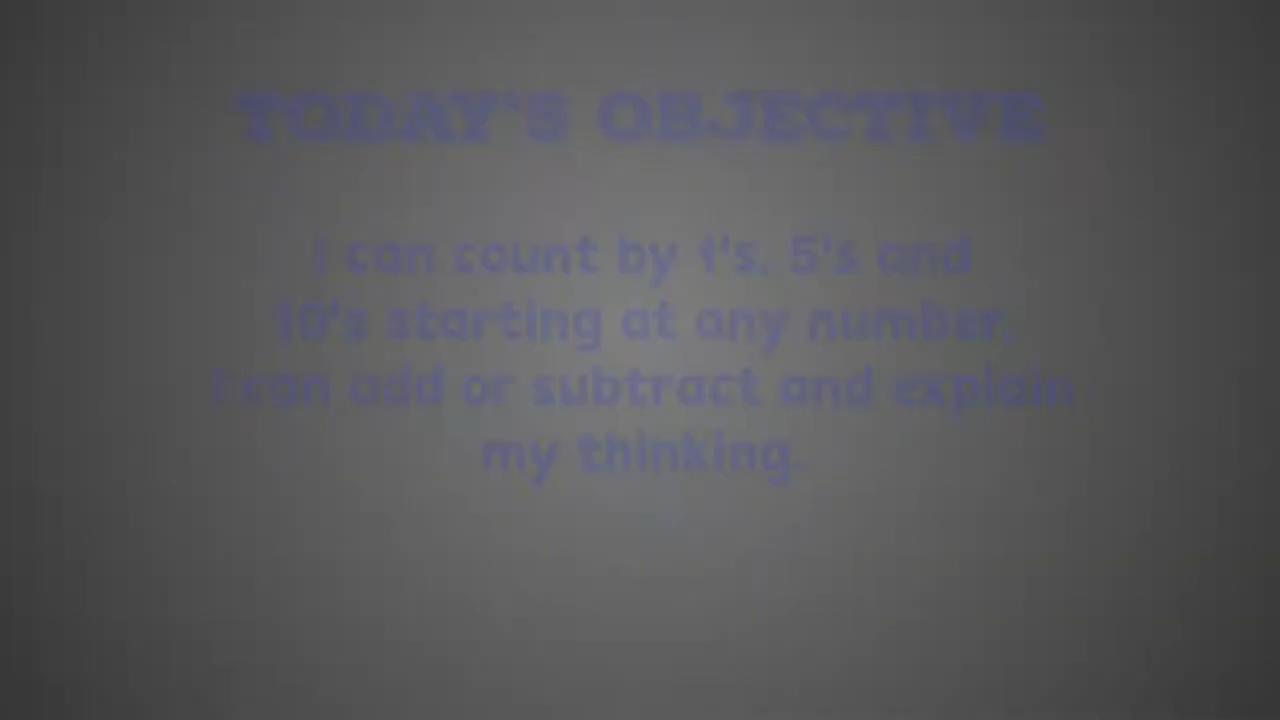 TODAY'S OBJECTIVE
I can count by 1's, 5's and
10's starting at any number.
I can add or subtract and explain
my thinking.